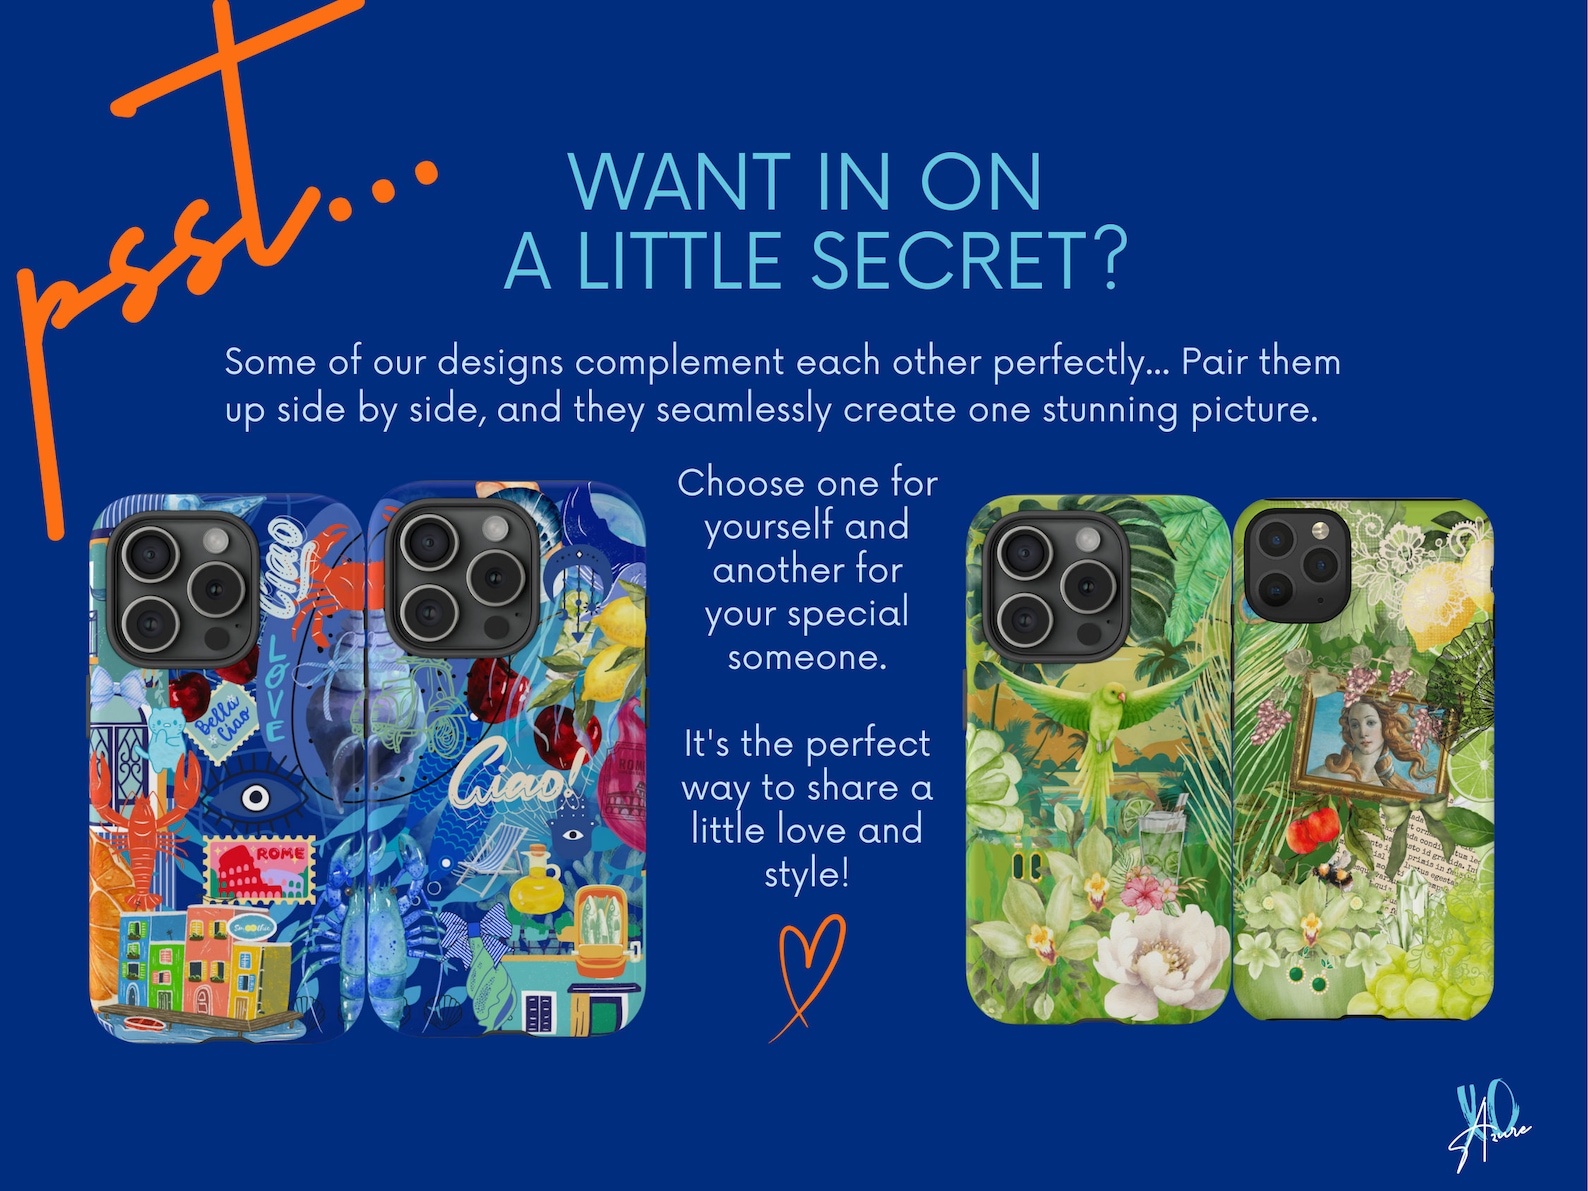 psst...
WANT IN ON
A LITTLE SECRET?
Some of our designs complement each other perfectly... Pair them
up side by side, and they seamlessly create one stunning picture.
Choose one for
yourself and
another for
your special
someone.
It's the perfect
way to share a
little love and
style!
Ciao
LOVE
Bella
Ciao
ROME
Ciao!
XO
Azure